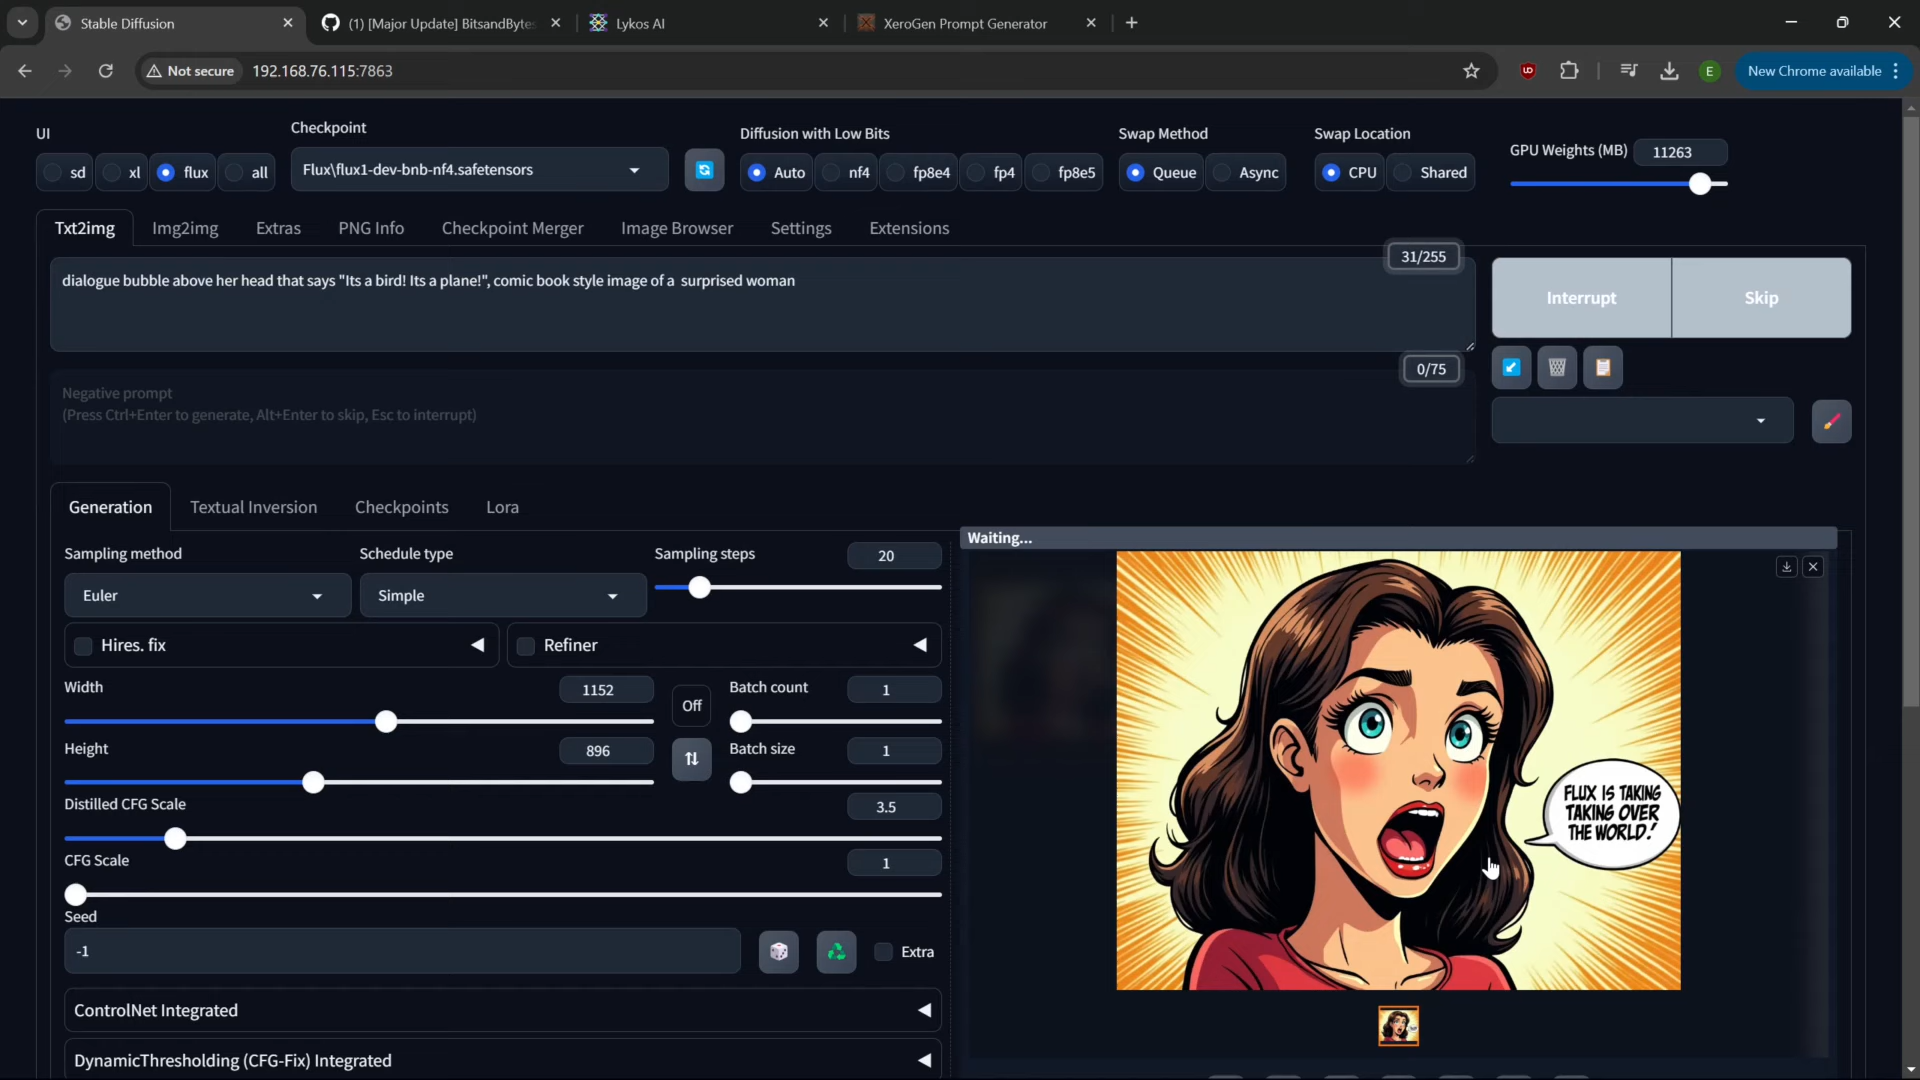 Stable Diffusion
(1) [Major Update] BitsandBytes
Lykos AI
XeroGen Prompt Generator
Not secure
192.168.76.115:7863
E
New Chrome available
UI
sd
xl
flux
all
Checkpoint
Flux\flux1-dev-bnb-nf4.safetensors
Diffusion with Low Bits
Auto
nf4
fp8e4
fp4
fp8e5
Swap Method
Queue
Async
Swap Location
CPU
Shared
GPU Weights (MB)
11263
Txt2img
Img2img
Extras
PNG Info
Checkpoint Merger
Image Browser
Settings
Extensions
31/255
dialogue bubble above her head that says "Its a bird! Its a plane!", comic book style image of a  surprised woman
Interrupt
Skip
0/75
Negative prompt
(Press Ctrl+Enter to generate, Alt+Enter to skip, Esc to interrupt)
Generation
Textual Inversion
Checkpoints
Lora
Sampling method
Euler
Schedule type
Simple
Sampling steps
20
Hires. fix
Refiner
Width
1152
Off
Batch count
1
Height
896
Batch size
1
Distilled CFG Scale
3.5
CFG Scale
1
Seed
-1
Extra
ControlNet Integrated
DynamicThresholding (CFG-Fix) Integrated
Waiting...
FLUX IS TAKING
TAKING OVER
THE WORLD!